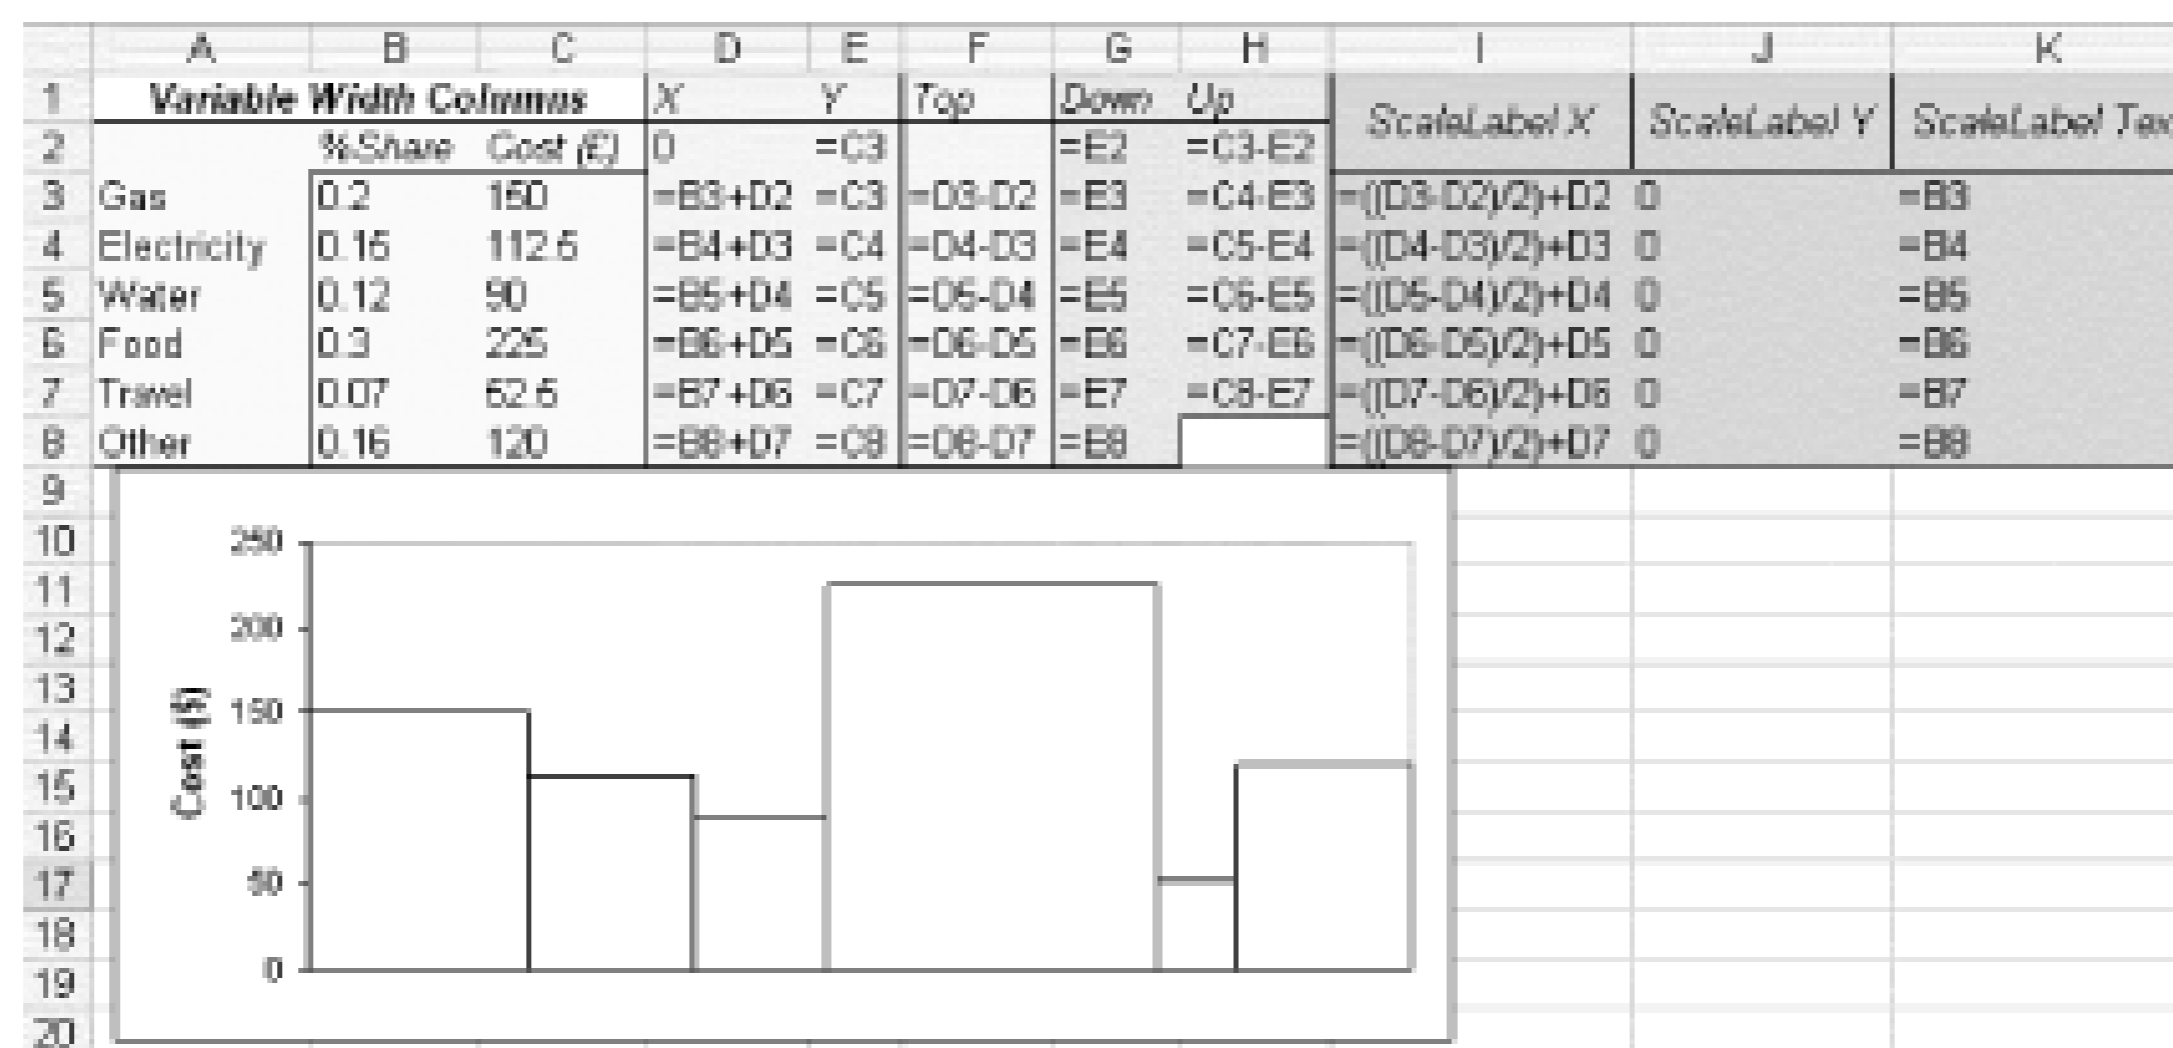 A B C D E F G H I J K
1 Variable Width Columns X Y Top Down Up ScaleLabel X ScaleLabel Y ScaleLabel
2 %Share Cost (£) 0 =C3 =E2 =C3-E2
3 Gas 0.2 150 =B3+D2 =C3 =D3-D2 =E3 =C4-E3 =((D3-D2)/2)+D2 0 =B3
4 Electricity 0.15 112.5 =B4+D3 =C4 =D4-D3 =E4 =C5-E4 =((D4-D3)/2)+D3 0 =B4
5 Water 0.12 90 =B5+D4 =C5 =D5-D4 =E5 =C6-E5 =((D5-D4)/2)+D4 0 =B5
6 Food 0.3 225 =B6+D5 =C6 =D6-D5 =E6 =C7-E6 =((D6-D5)/2)+D5 0 =B6
7 Travel 0.07 52.5 =B7+D6 =C7 =D7-D6 =E7 =C8-E7 =((D7-D6)/2)+D6 0 =B7
8 Other 0.16 120 =B8+D7 =C8 =D8-D7 =E8 =((D8-D7)/2)+D7 0 =B8
9
10 250
11
12 200
13
14 150
Cost ($)
15 100
16
17 50
18
19 0
20